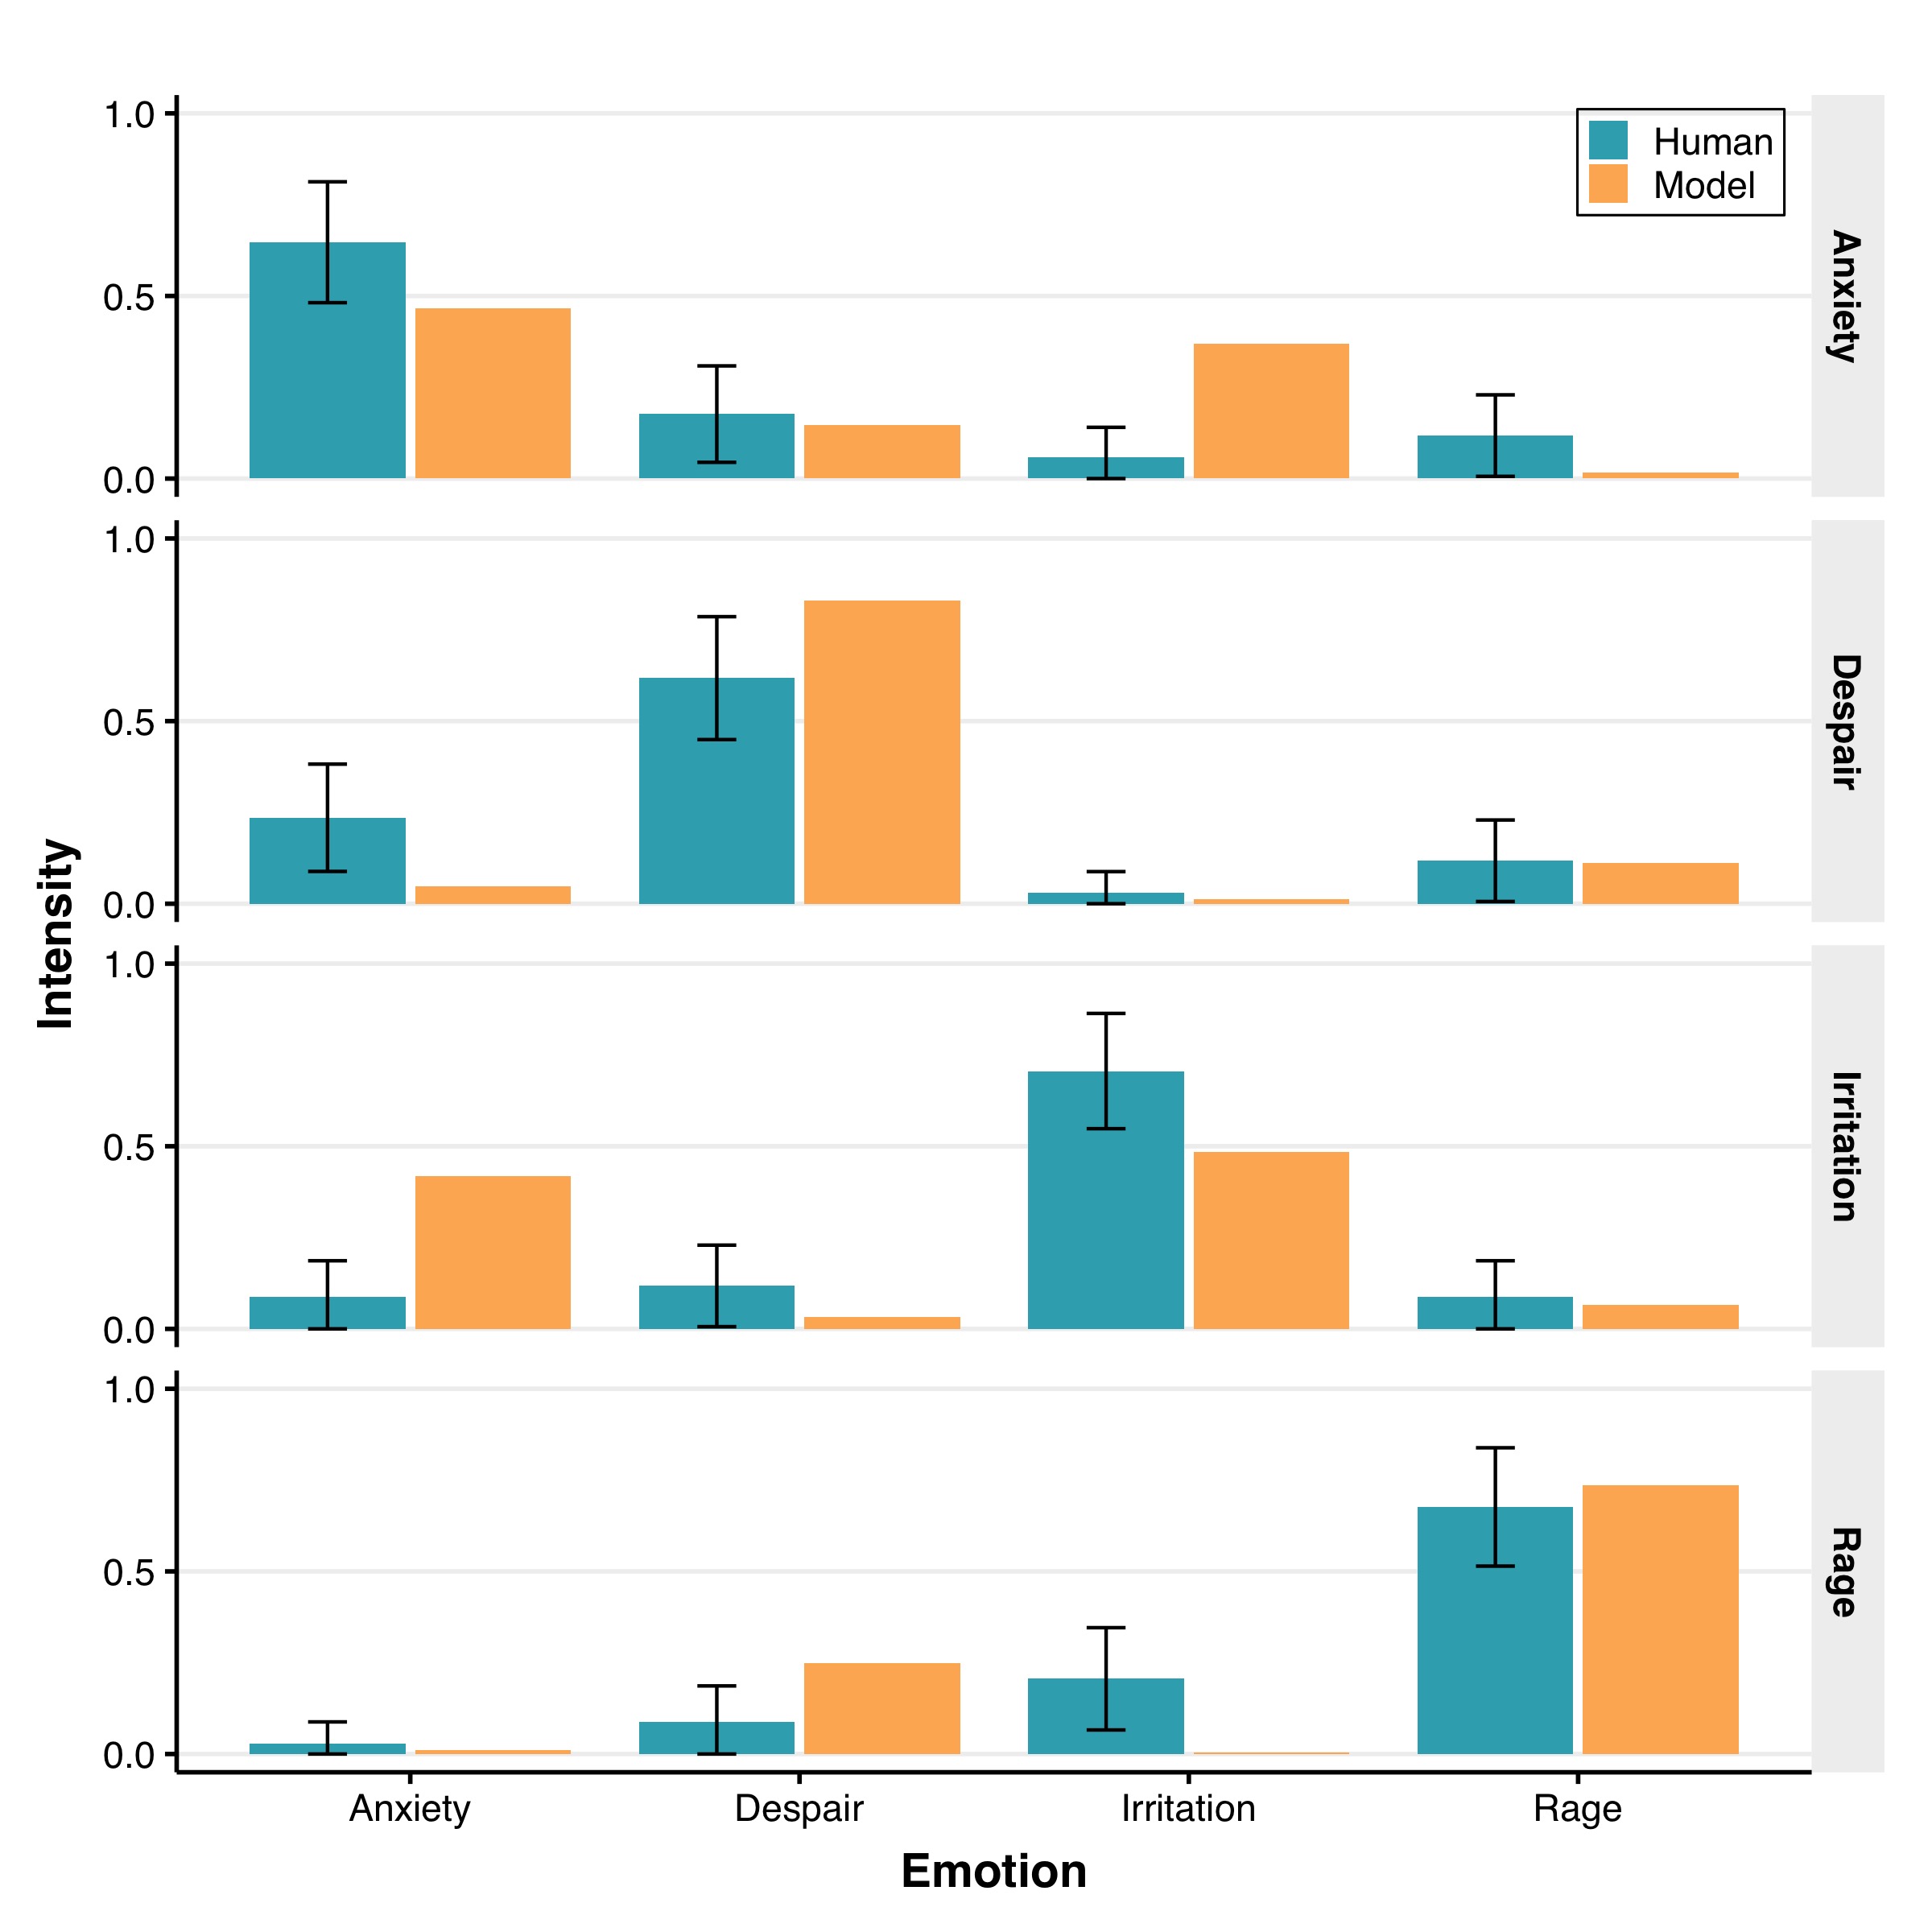 1.0
0.5
0.0
Human
Model
Anxiety
1.0
0.5
0.0
Despair
1.0
0.5
0.0
Irritation
1.0
0.5
0.0
Rage
Intensity
Anxiety Despair Irritation Rage
Emotion